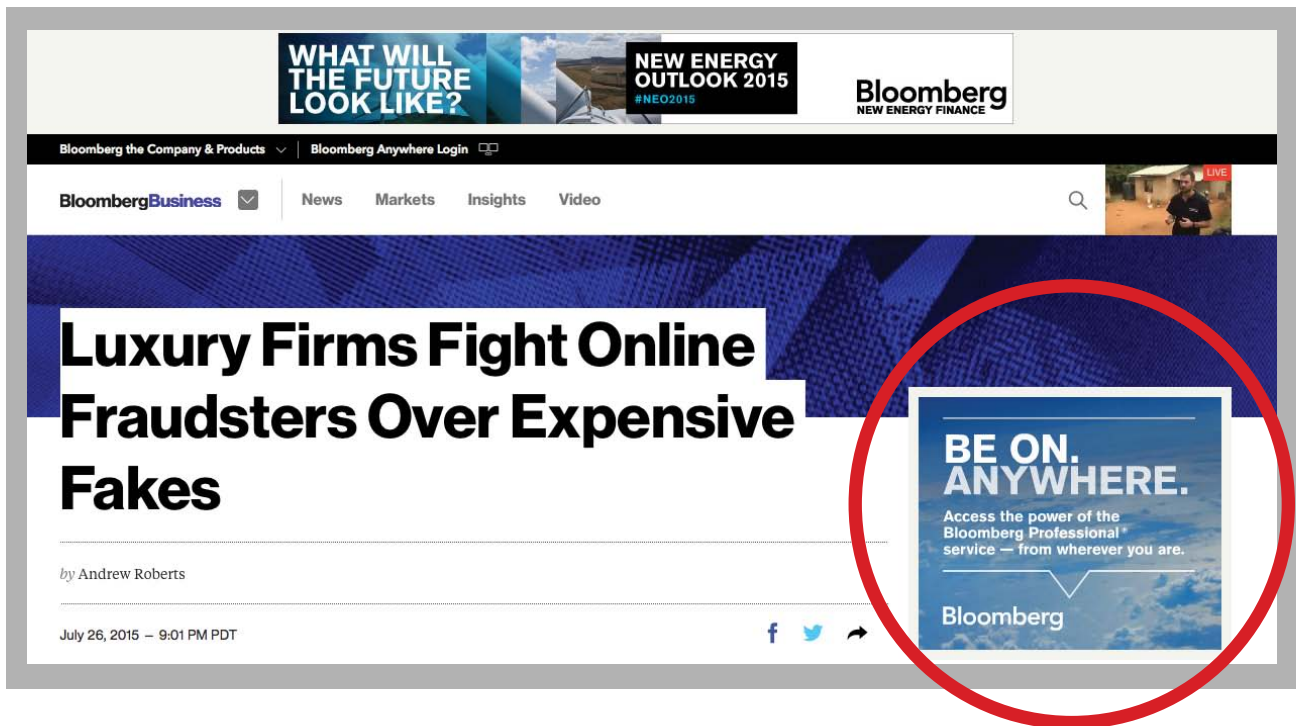 WHAT WILL
THE FUTURE
LOOK LIKE?
NEW ENERGY
OUTLOOK 2015
#NEO2015
Bloomberg
NEW ENERGY FINANCE
Bloomberg the Company & Products
Bloomberg Anywhere Login
BloombergBusiness
News
Markets
Insights
Video
LIVE
Luxury Firms Fight Online
Fraudsters Over Expensive
Fakes
by Andrew Roberts
July 26, 2015 – 9:01 PM PDT
BE ON.
ANYWHERE.
Access the power of the
Bloomberg Professional®
service — from wherever you are.
Bloomberg